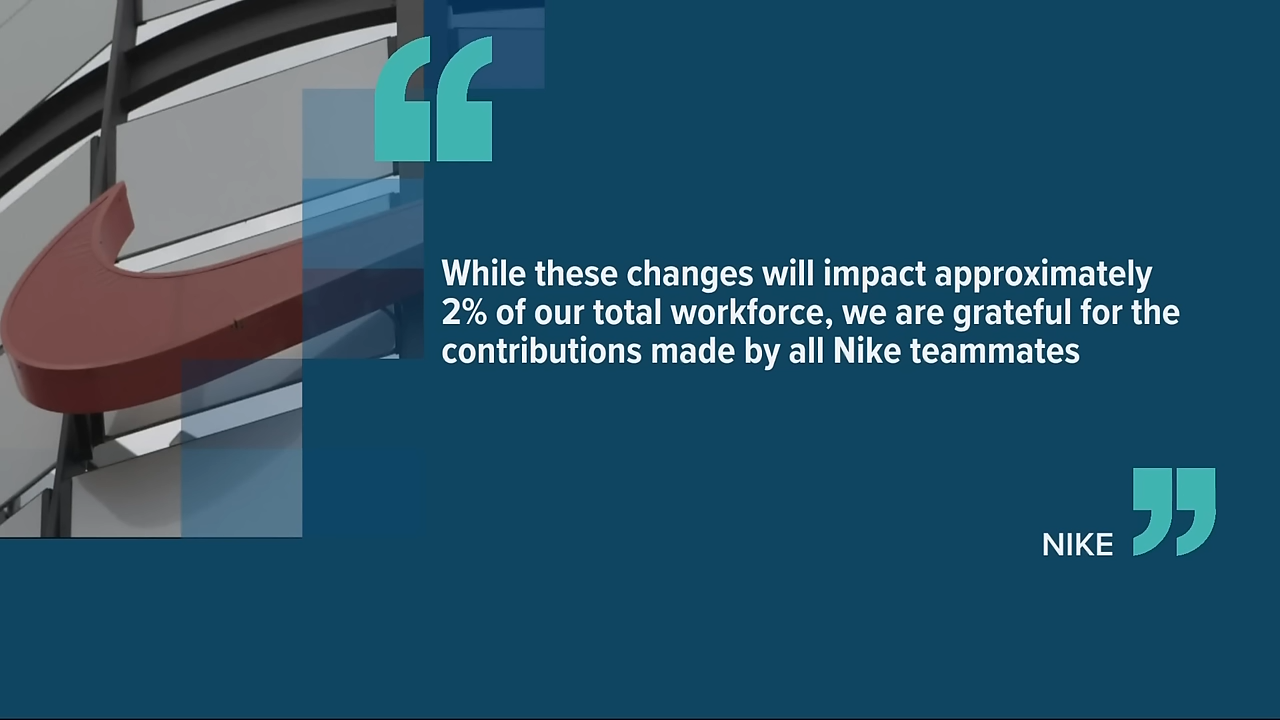 While these changes will impact approximately
2% of our total workforce, we are grateful for the
contributions made by all Nike teammates
NIKE